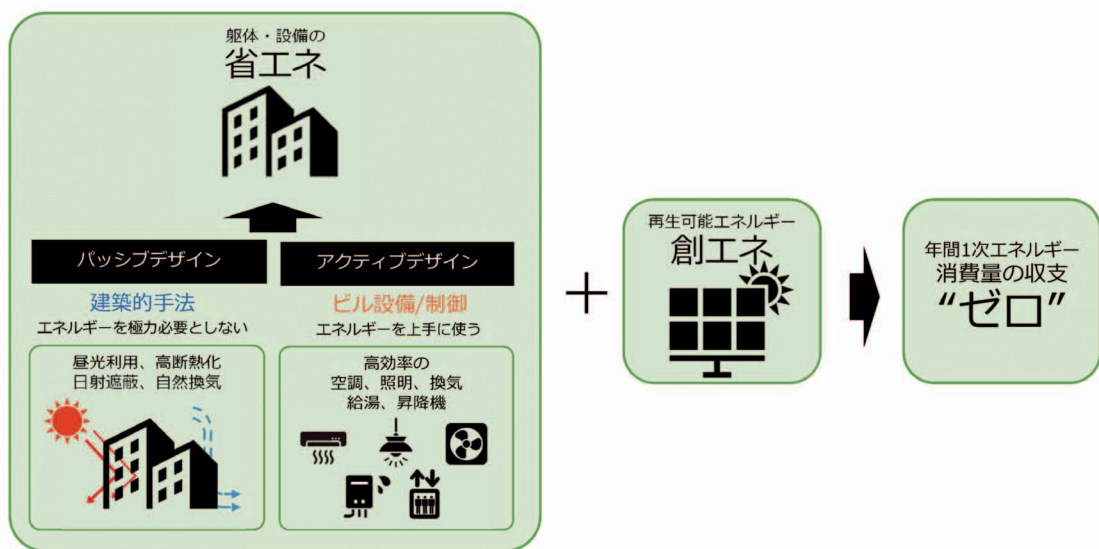 躯体・設備の
省エネ
パッシブデザイン
建築的手法
エネルギーを極力必要としない
昼光利用、高断熱化
日射遮蔽、自然換気
アクティブデザイン
ビル設備/制御
エネルギーを上手に使う
高効率の
空調、照明、換気
給湯、昇降機
+
再生可能エネルギー
創エネ
年間1次エネルギー
消費量の収支
“ゼロ”